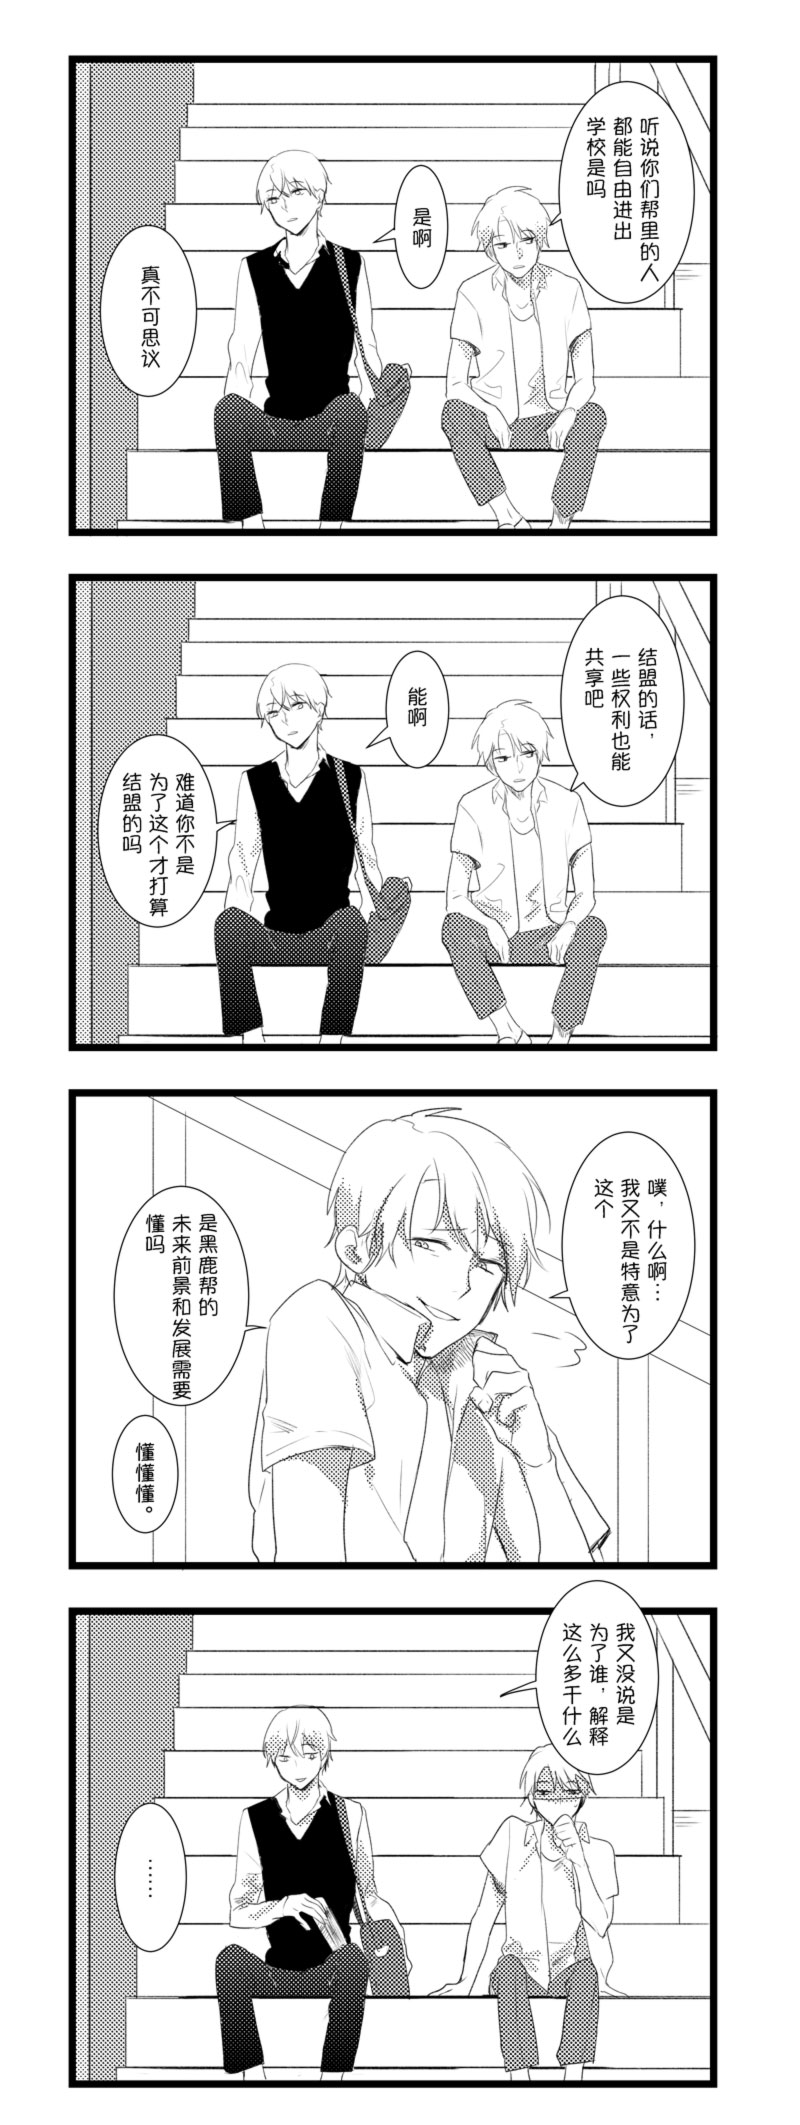 听说你们帮里的人
都能自由进出
学校是吗
是啊
真不可思议
结盟的话，
一些权利也能
共享吧
能啊
难道你不是
为了这个才打算
结盟的吗
噗，什么啊…
我又不是特意为了
这个
是黑鹿帮的
未来前景和发展需要
懂吗
懂懂懂。
我又没说是
为了谁，解释
这么多干什么
……